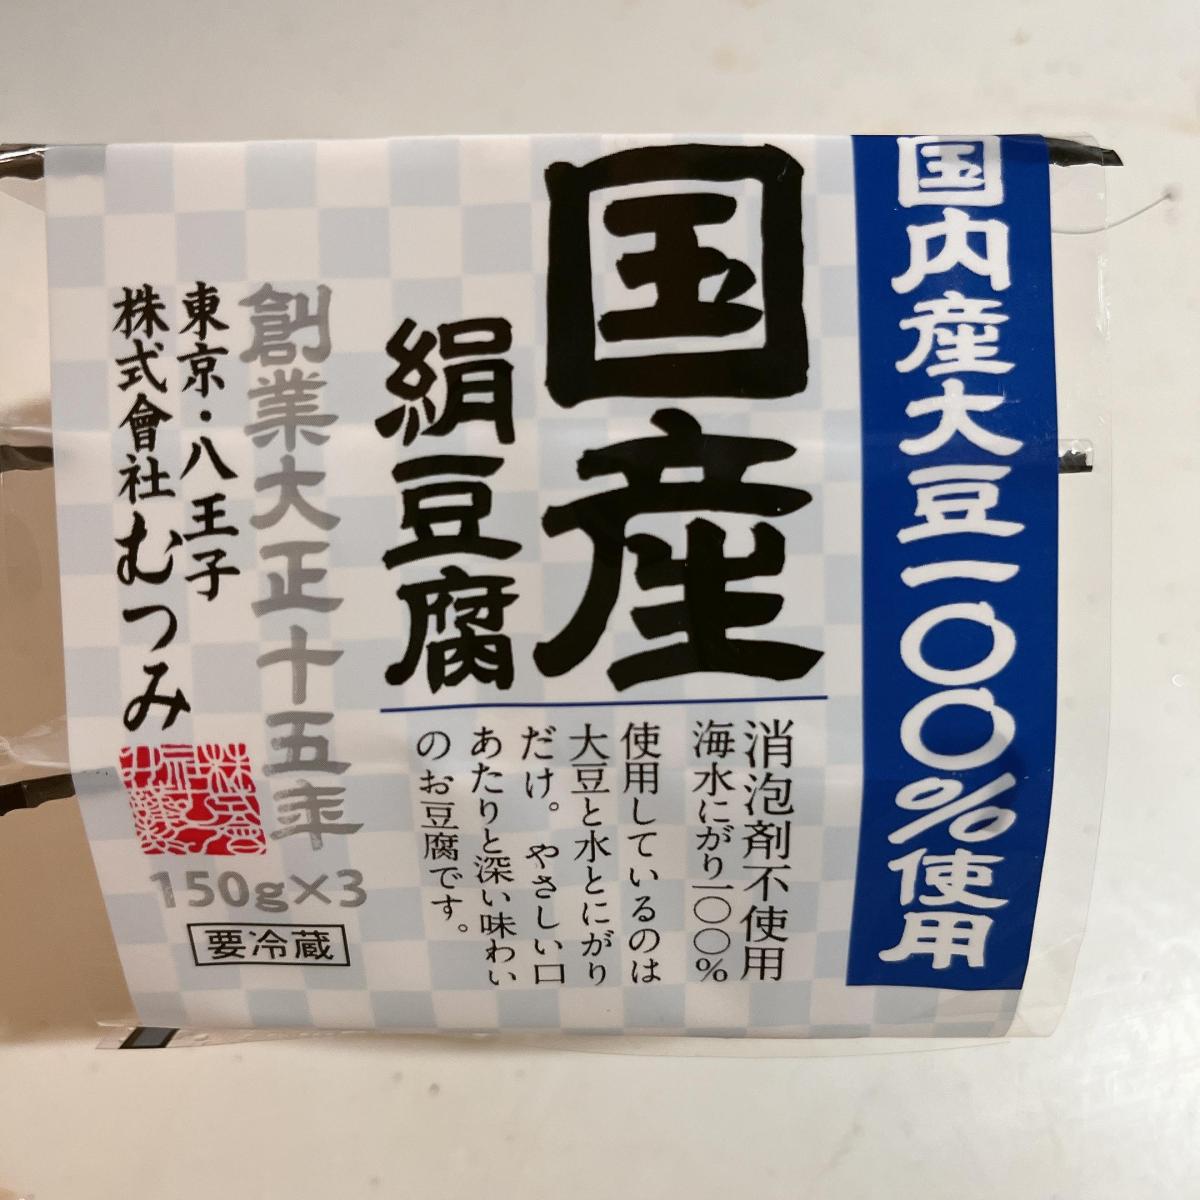 国内産大豆一〇〇%使用
国産
絹豆腐
消泡剤不使用
海水にがり一〇〇%
使用しているのは
大豆と水とにがり
だけ。やさしい口
あたりと深い味わい
のお豆腐です。
創業大正十五年
東京・八王子
株式會社むつみ
150g×3
要冷蔵